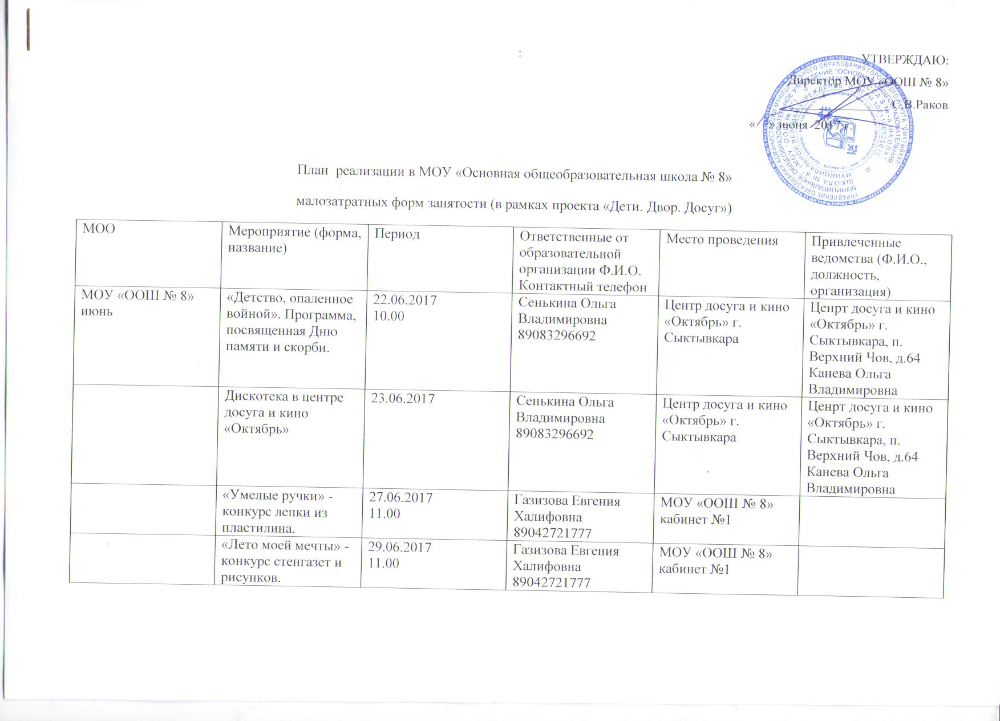 УТВЕРЖДАЮ:
Директор МОУ «ООШ № 8»
С.В.Раков
« » июня 2017 г.
План реализации в МОУ «Основная общеобразовательная школа № 8»
малозатратных форм занятости (в рамках проекта «Дети. Двор. Досуг»)
МОО
Мероприятие (форма,
название)
Период
Ответственные от
образовательной
организации Ф.И.О.
Контактный телефон
Место проведения
Привлеченные
ведомства (Ф.И.О.,
должность,
организация)
МОУ «ООШ № 8»
июнь
«Детство, опаленное
войной». Программа,
посвященная Дню
памяти и скорби.
22.06.2017
10.00
Сенькина Ольга
Владимировна
89083296692
Центр досуга и кино
«Октябрь» г.
Сыктывкара
Ценрт досуга и кино
«Октябрь» г.
Сыктывкара, п.
Верхний Чов, д.64
Канева Ольга
Владимировна
Дискотека в центре
досуга и кино
«Октябрь»
23.06.2017
Сенькина Ольга
Владимировна
89083296692
Центр досуга и кино
«Октябрь» г.
Сыктывкара
Ценрт досуга и кино
«Октябрь» г.
Сыктывкара, п.
Верхний Чов, д.64
Канева Ольга
Владимировна
«Умелые ручки» -
конкурс лепки из
пластилина.
27.06.2017
11.00
Газизова Евгения
Халифовна
89042721777
МОУ «ООШ № 8»
кабинет №1
«Лето моей мечты» -
конкурс стенгазет и
рисунков.
29.06.2017
11.00
Газизова Евгения
Халифовна
89042721777
МОУ «ООШ № 8»
кабинет №1